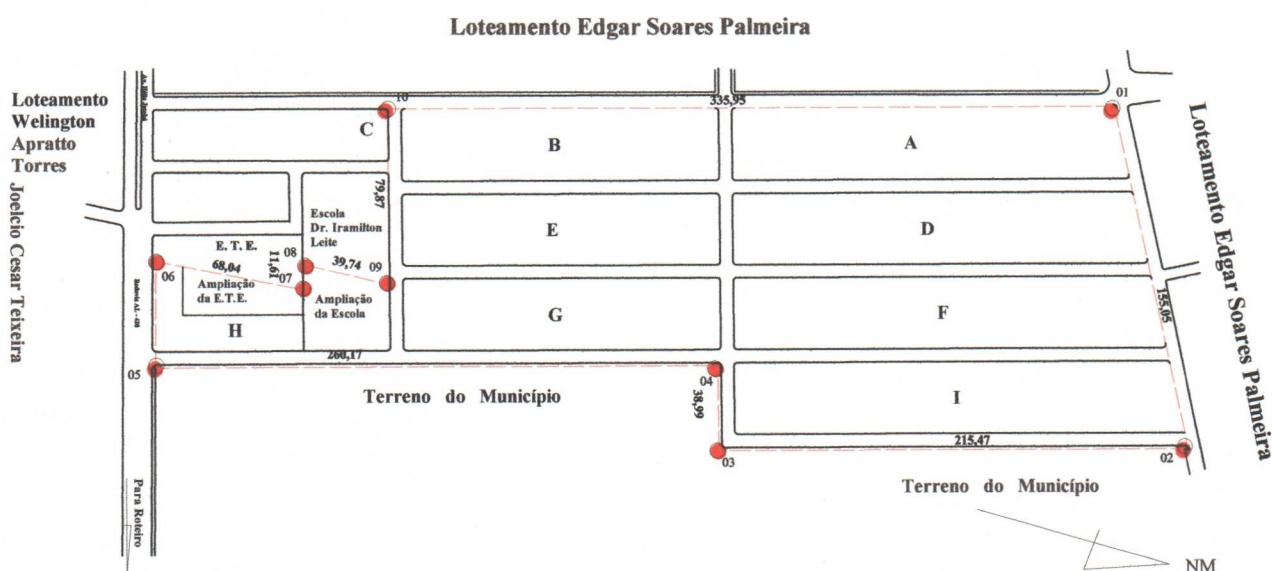 Loteamento Edgar Soares Palmeira
Loteamento
Welington
Apratto
Torres
Joelcio Cesar Teixeira
10
335,95
01
C
B
A
79,87
Loteamento Edgar Soares Palmeira
Escola
Dr. Iramilton
Leite
E
D
E. T. E.
08
11,61
39,74
09
06
68,04
07
Ampliação
da E.T.E.
Ampliação
da Escola
155,05
H
G
F
260,17
05
Terreno do Município
04
38,99
I
215,47
03
02
Para Roteiro
Terreno do Município
NM